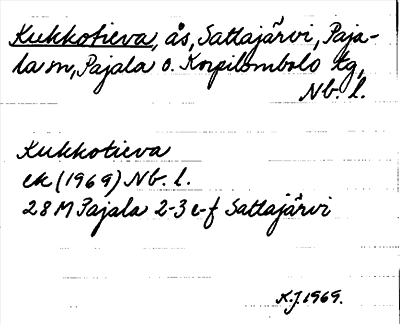 Kukkotieva, ås, Sattajärvi, Paja-
la sn, Pajala o. Korpilombolo tg,
Nb. l.
Kukkotieva
ek (1969) Nb. l.
28 M Pajala 2-3 e-f Sattajärvi
K.J. 1969.